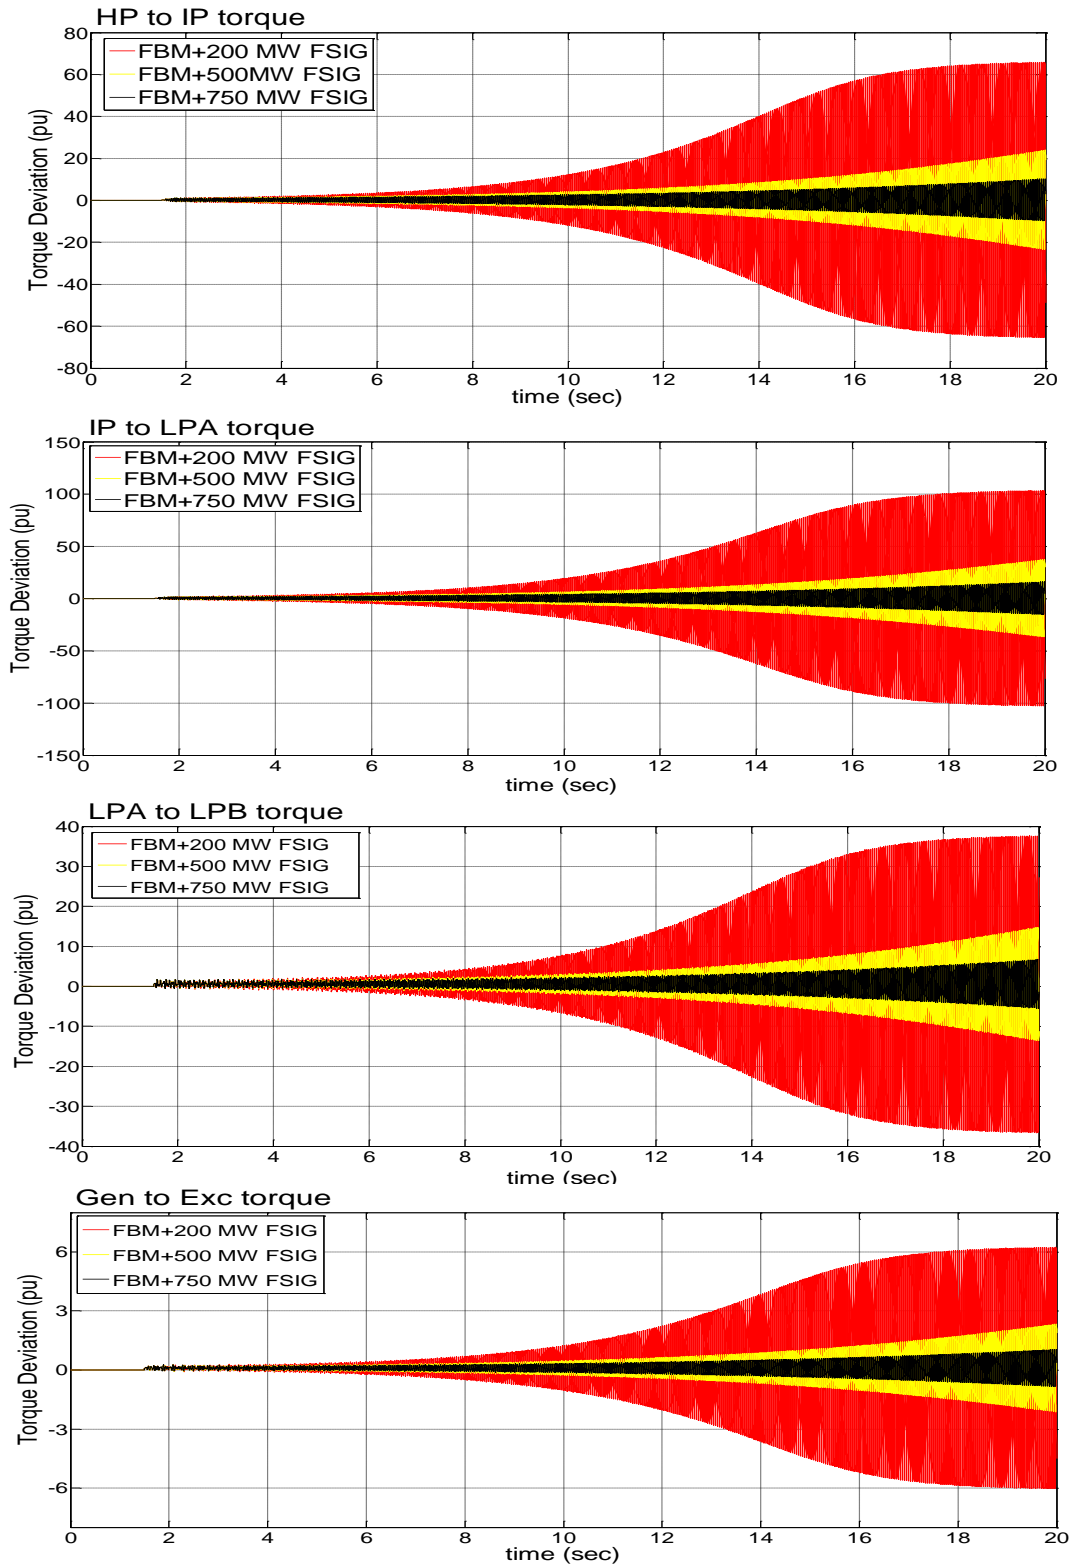 HP to IP torque
80
60
40
20
0
-20
-40
-60
-80
Torque Deviation (pu)
FBM+200 MW FSIG
FBM+500MW FSIG
FBM+750 MW FSIG
0 2 4 6 8 10 12 14 16 18 20
time (sec)
IP to LPA torque
150
100
50
0
-50
-100
-150
Torque Deviation (pu)
FBM+200 MW FSIG
FBM+500 MW FSIG
FBM+750 MW FSIG
0 2 4 6 8 10 12 14 16 18 20
time (sec)
LPA to LPB torque
40
30
20
10
0
-10
-20
-30
-40
Torque Deviation (pu)
FBM+200 MW FSIG
FBM+500 MW FSIG
FBM+750 MW FSIG
0 2 4 6 8 10 12 14 16 18 20
time (sec)
Gen to Exc torque
6
3
0
-3
-6
Torque Deviation (pu)
FBM+200 MW FSIG
FBM+500 MW FSIG
FBM+750 MW FSIG
0 2 4 6 8 10 12 14 16 18 20
time (sec)